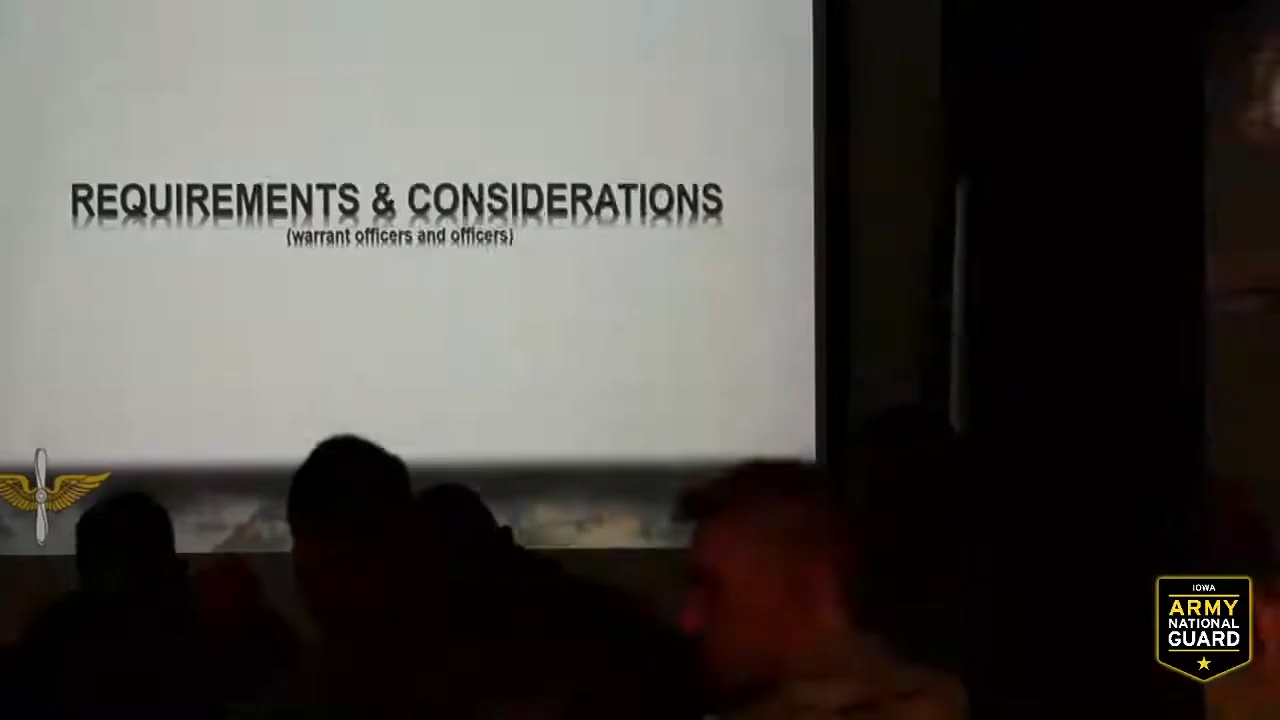 REQUIREMENTS & CONSIDERATIONS
(warrant officers and officers)
IOWA
ARMY
NATIONAL
GUARD